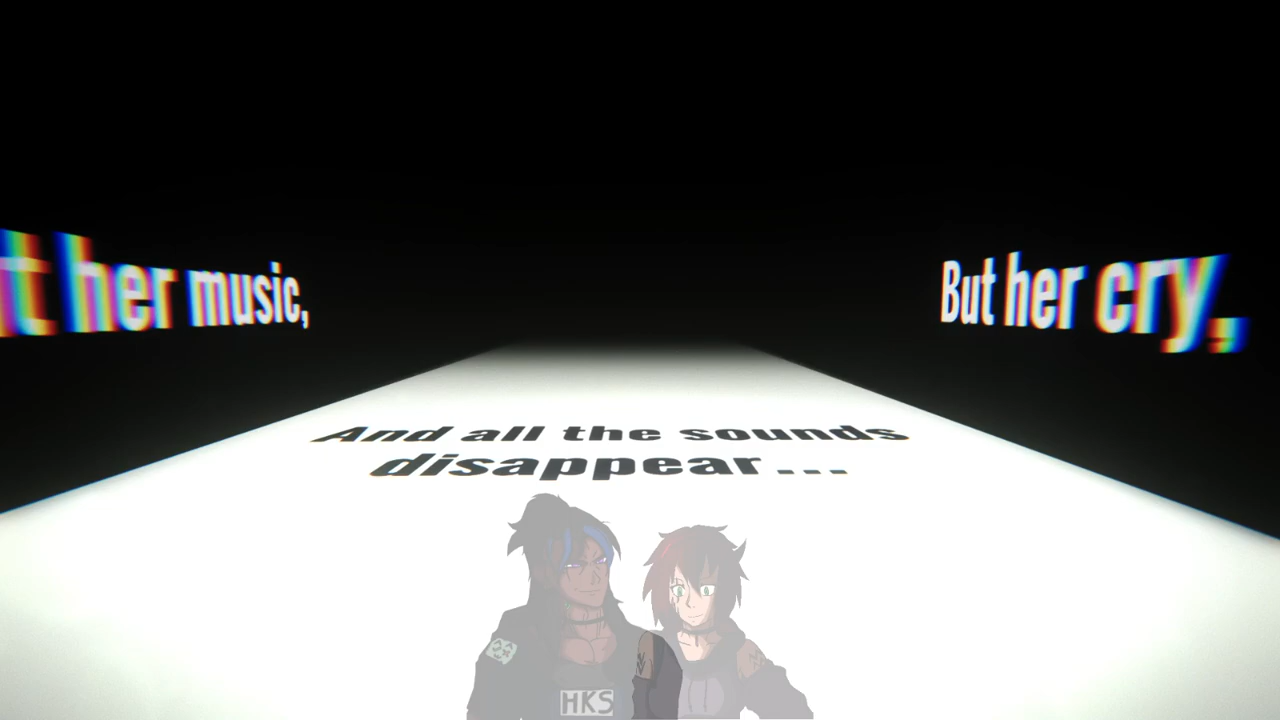 t her music,
But her cry,
And all the sounds
disappear...
HKS